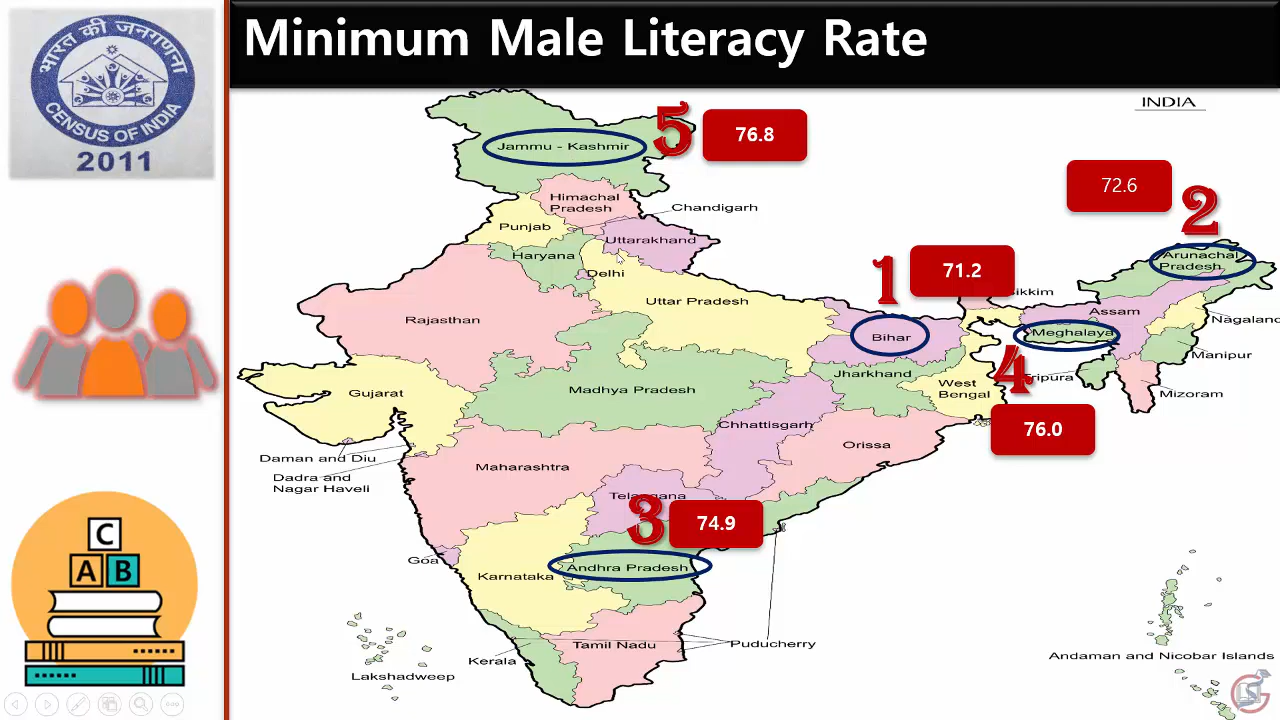 Minimum Male Literacy Rate
भारत की जनगणना
CENSUS OF INDIA
2011
INDIA
5
76.8
Jammu - Kashmir
72.6
2
Himachal
Pradesh
Chandigarh
Punjab
Uttarakhand
Haryana
Delhi
1
71.2
Arunachal
Pradesh
Uttar Pradesh
ikkim
Assam
Nagaland
Rajasthan
Bihar
Meghalaya
Manipur
4
Tripura
Jharkhand
West
Bengal
Mizoram
Madhya Pradesh
Gujarat
Chhattisgarh
76.0
Orissa
Daman and Diu
Maharashtra
Dadra and
Nagar Haveli
Telangana
3
74.9
Goa
Karnataka
Andhra Pradesh
Puducherry
Tamil Nadu
Kerala
Lakshadweep
Andaman and Nicobar Islands
C
A B